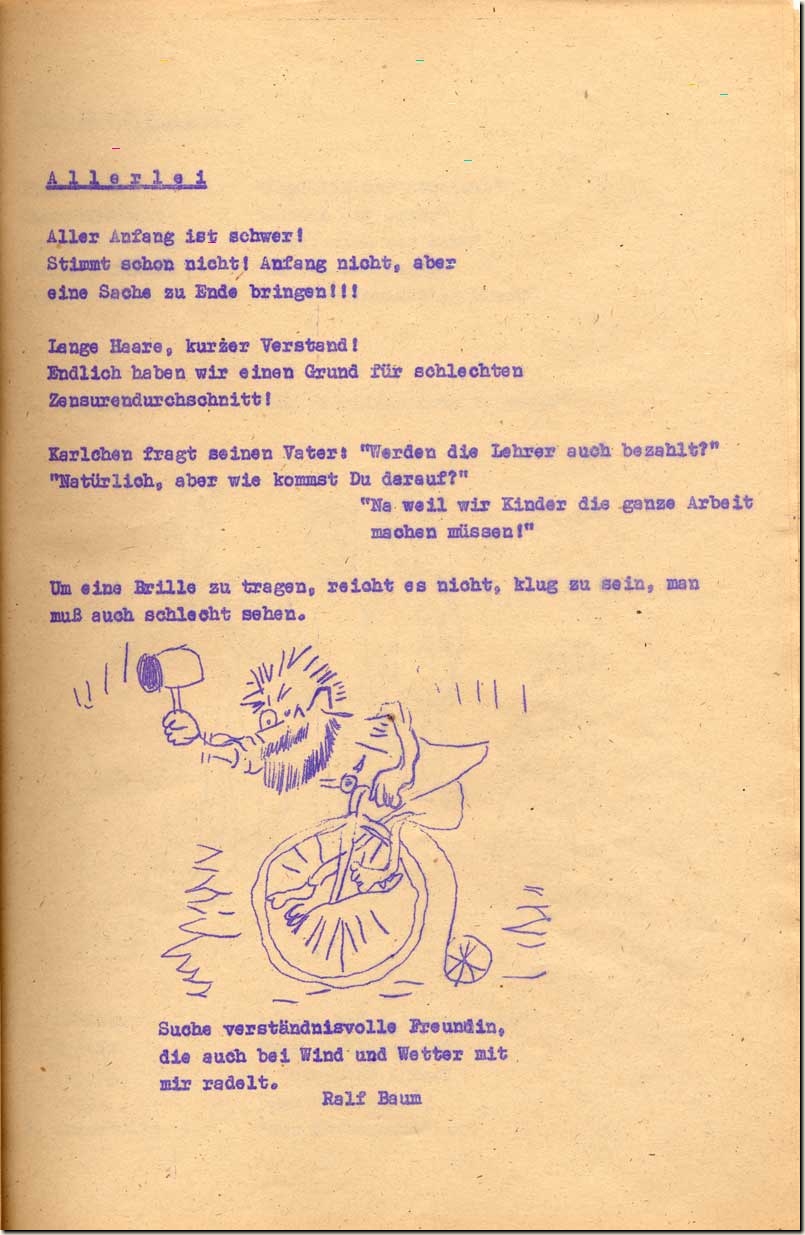 Allerlei
Aller Anfang ist schwer!
Stimmt schon nicht! Anfang nicht, aber
eine Sache zu Ende bringen!!!
Lange Haare, kurzer Verstand!
Endlich haben wir einen Grund für schlechten
Zensurendurchschnitt!
Karlchen fragt seinen Vater: "Werden die Lehrer auch bezahlt?"
"Natürlich, aber wie kommst Du darauf?"
"Na weil wir Kinder die ganze Arbeit
machen müssen!"
Um eine Brille zu tragen, reicht es nicht, klug zu sein, man
muß auch schlecht sehen.
Suche verständnisvolle Freundin,
die auch bei Wind und Wetter mit
mir radelt.
Ralf Baum